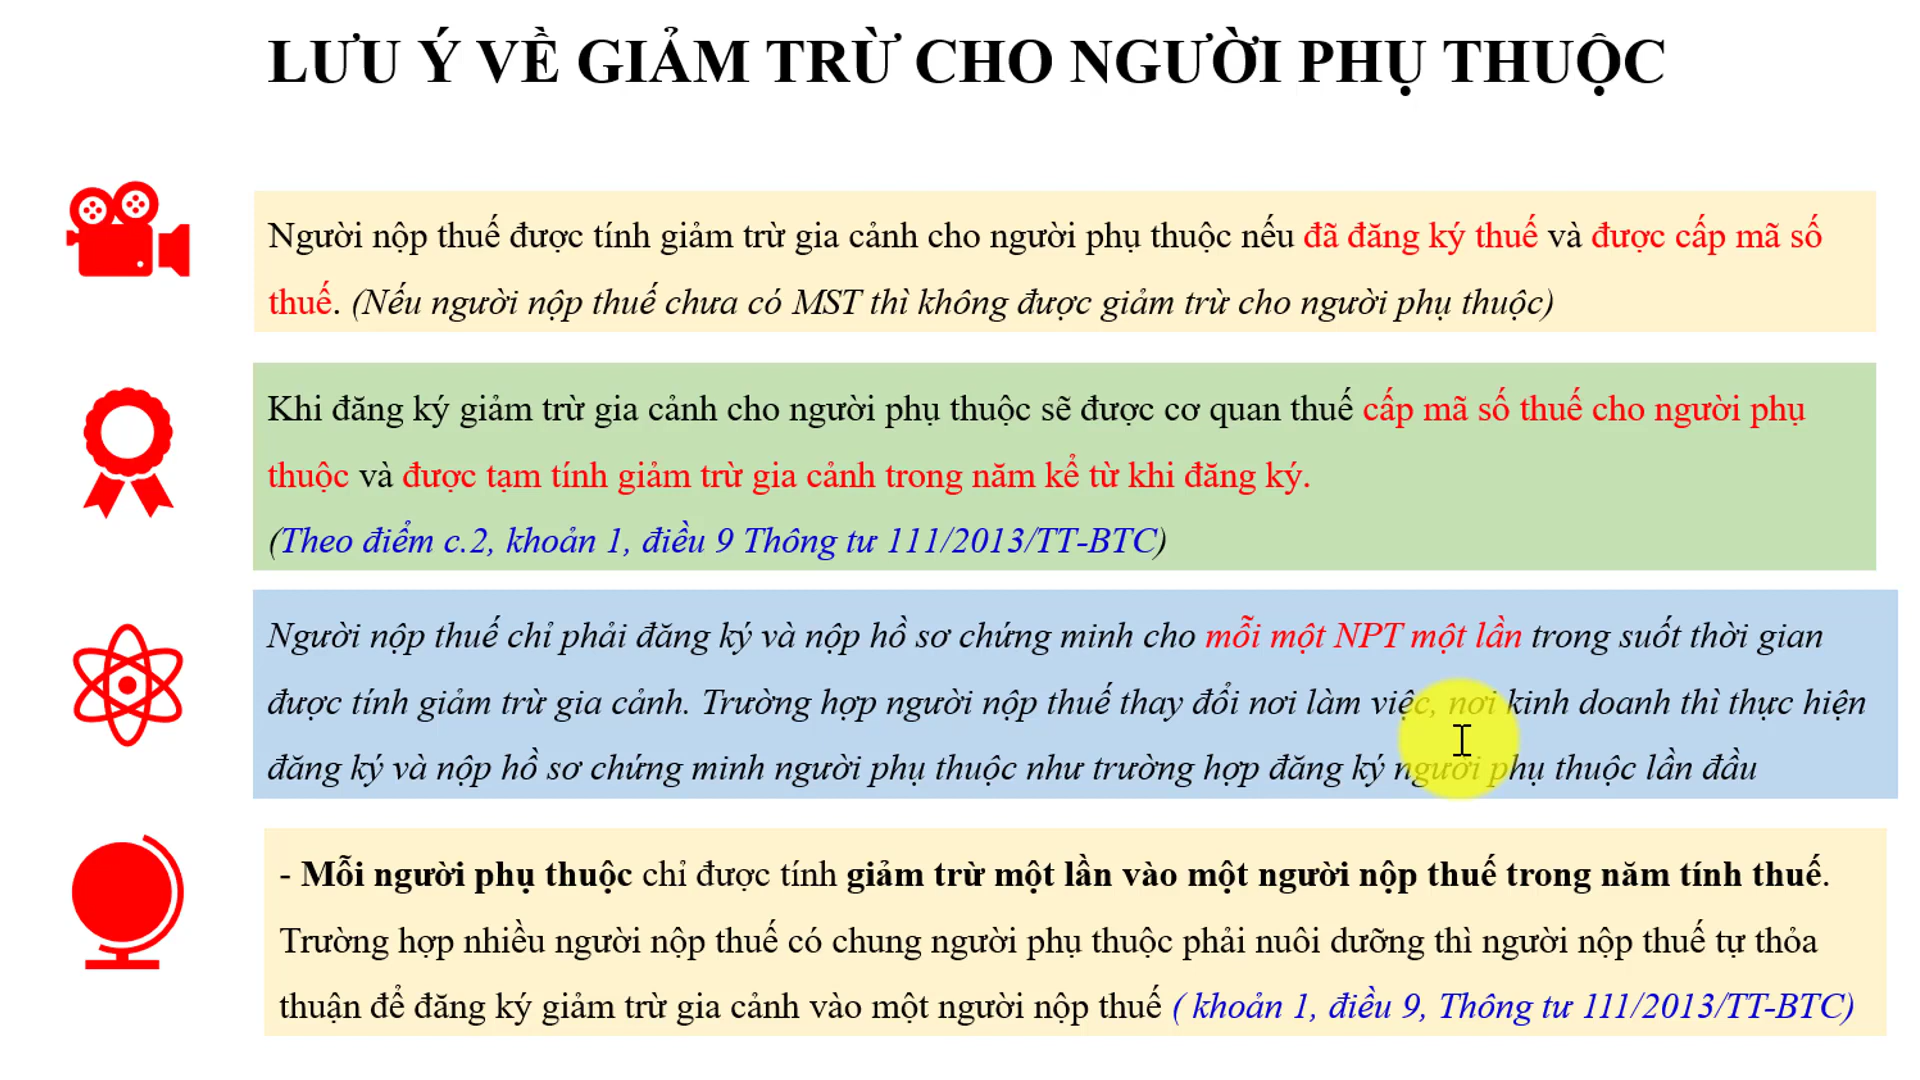 LƯU Ý VỀ GIẢM TRỪ CHO NGƯỜI PHỤ THUỘC
Người nộp thuế được tính giảm trừ gia cảnh cho người phụ thuộc nếu đã đăng ký thuế và được cấp mã số
thuế. (Nếu người nộp thuế chưa có MST thì không được giảm trừ cho người phụ thuộc)
Khi đăng ký giảm trừ gia cảnh cho người phụ thuộc sẽ được cơ quan thuế cấp mã số thuế cho người phụ
thuộc và được tạm tính giảm trừ gia cảnh trong năm kể từ khi đăng ký.
(Theo điểm c.2, khoản 1, điều 9 Thông tư 111/2013/TT-BTC)
Người nộp thuế chỉ phải đăng ký và nộp hồ sơ chứng minh cho mỗi một NPT một lần trong suốt thời gian
được tính giảm trừ gia cảnh. Trường hợp người nộp thuế thay đổi nơi làm việc, nơi kinh doanh thì thực hiện
đăng ký và nộp hồ sơ chứng minh người phụ thuộc như trường hợp đăng ký người phụ thuộc lần đầu
- Mỗi người phụ thuộc chỉ được tính giảm trừ một lần vào một người nộp thuế trong năm tính thuế.
Trường hợp nhiều người nộp thuế có chung người phụ thuộc phải nuôi dưỡng thì người nộp thuế tự thỏa
thuận để đăng ký giảm trừ gia cảnh vào một người nộp thuế ( khoản 1, điều 9, Thông tư 111/2013/TT-BTC)